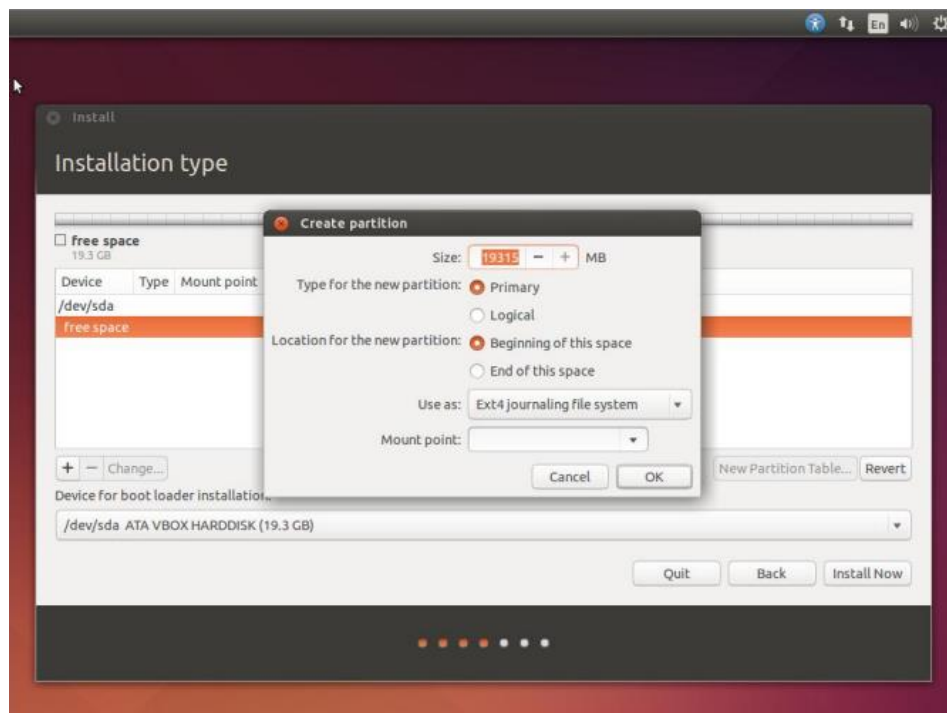 En
Install
Installation type
Create partition
free space
19.3 GB
Size: 19315 − + MB
Device Type Mount point
Type for the new partition: Primary
/dev/sda
Logical
free space
Location for the new partition: Beginning of this space
End of this space
Use as: Ext4 journaling file system
Mount point:
+ − Change...
New Partition Table... Revert
Cancel OK
Device for boot loader installation
/dev/sda ATA VBOX HARDDISK (19.3 GB)
Quit Back Install Now